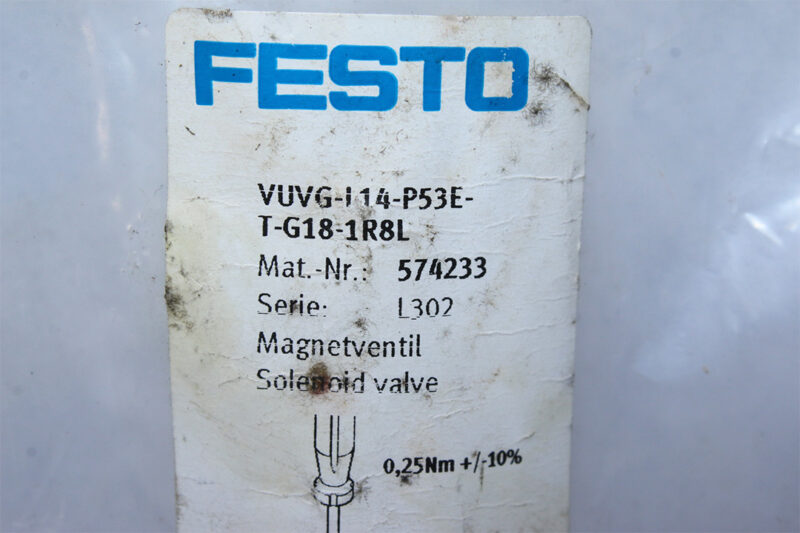 FESTO
VUVG-L14-P53E-
T-G18-1R8L
Mat.-Nr.: 574233
Serie: L302
Magnetventil
Solenoid valve
0,25Nm +/-10%